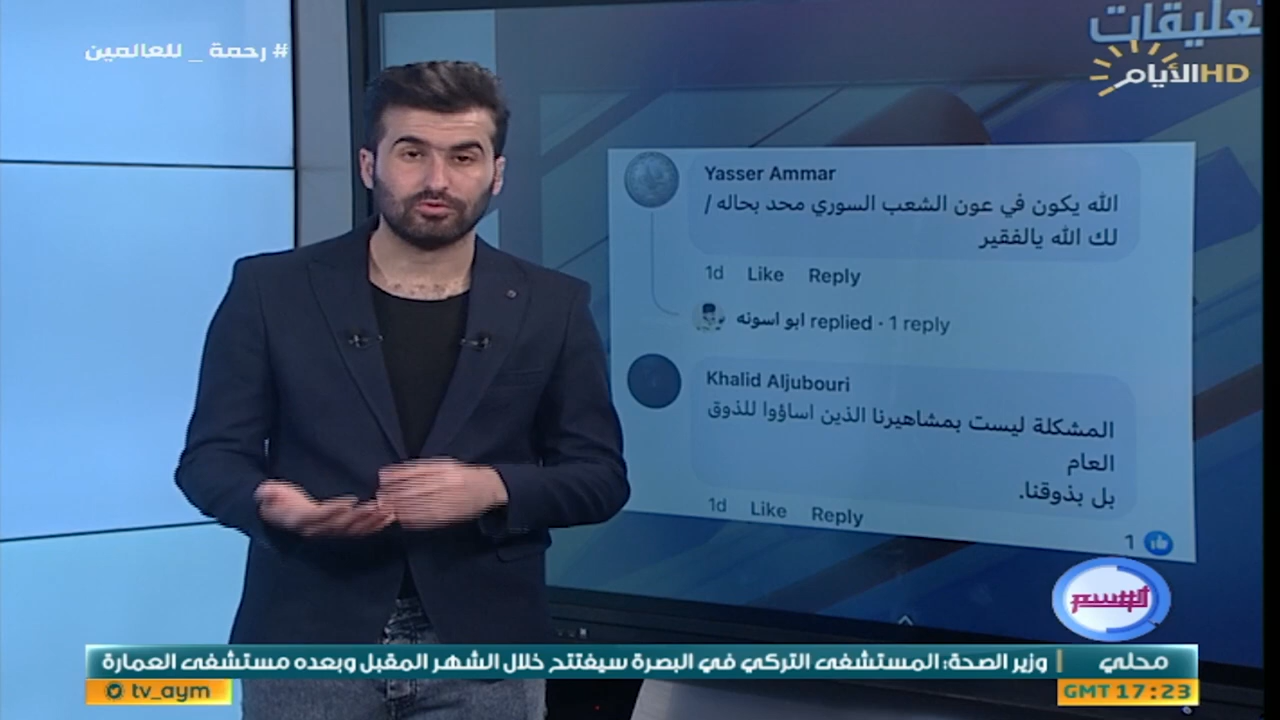 # رحمة _ للعالمين
تعليقات
الأيام HD
Yasser Ammar
الله يكون في عون الشعب السوري محد بحاله /
لك الله يالفقير
1d Like Reply
ابو اسونه replied · 1 reply
Khalid Aljubouri
المشكلة ليست بمشاهيرنا الذين اساؤوا للذوق
العام
بل بذوقنا.
1d Like Reply
1
محلي | وزير الصحة: المستشفى التركي في البصرة سيفتتح خلال الشهر المقبل وبعده مستشفى العمارة
tv_aym
GMT 17:23